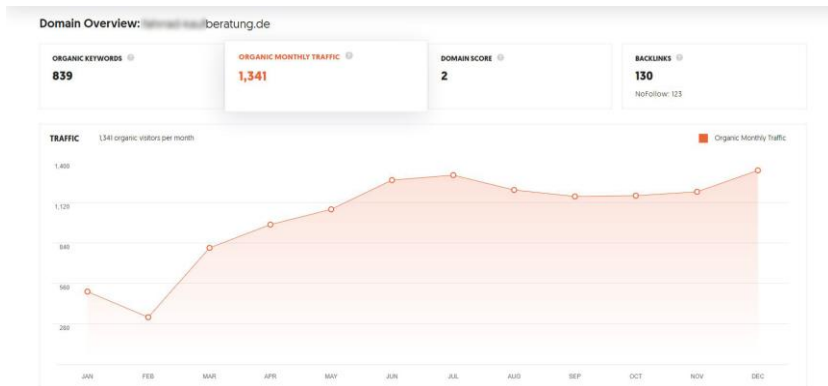 Domain Overview: beratung.de
ORGANIC KEYWORDS
839
ORGANIC MONTHLY TRAFFIC
1,341
DOMAIN SCORE
2
BACKLINKS
130
NoFollow: 123
TRAFFIC 1,341 organic visitors per month
Organic Monthly Traffic
1,400
1,120
840
560
280
JAN FEB MAR APR MAY JUN JUL AUG SEP OCT NOV DEC